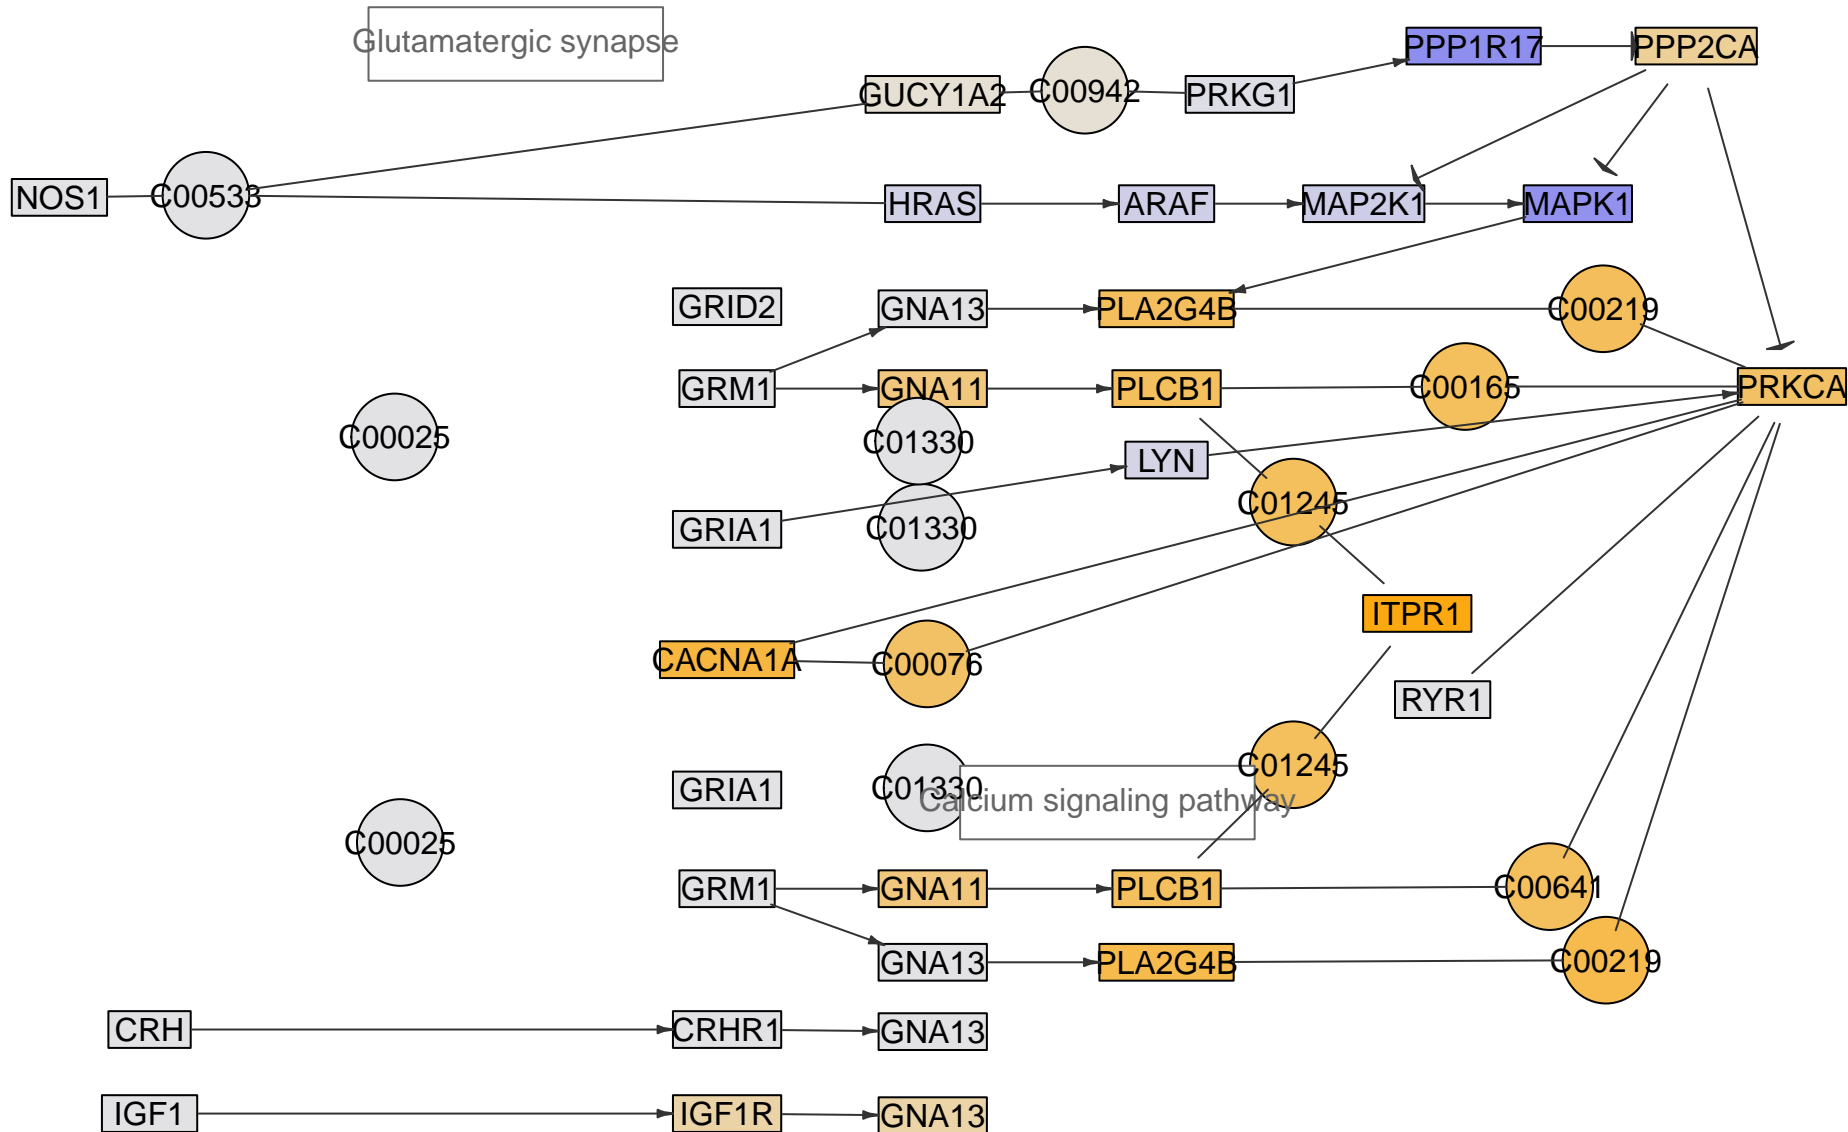 Glutamatergic synapse
PPP1R17
PPP2CA
GUCY1A2
C00942
PRKG1
NOS1
C00533
HRAS
ARAF
MAP2K1
MAPK1
GRID2
GNA13
PLA2G4B
C00219
GRM1
GNA11
PLCB1
C00165
PRKCA
C00025
C01330
LYN
C01245
GRIA1
C01330
ITPR1
CACNA1A
C00076
RYR1
C01245
GRIA1
C01330
Calcium signaling pathway
C00025
GRM1
GNA11
PLCB1
C00641
GNA13
PLA2G4B
C00219
CRH
CRHR1
GNA13
IGF1
IGF1R
GNA13